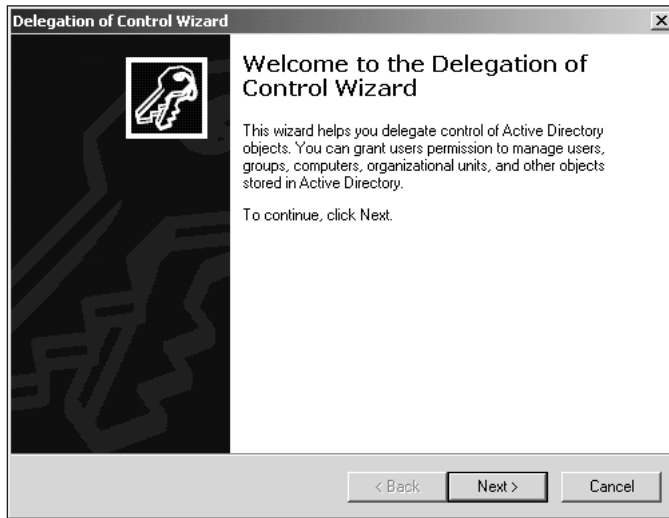 Delegation of Control Wizard
Welcome to the Delegation of
Control Wizard
This wizard helps you delegate control of Active Directory
objects. You can grant users permission to manage users,
groups, computers, organizational units, and other objects
stored in Active Directory.
To continue, click Next.
< Back Next > Cancel